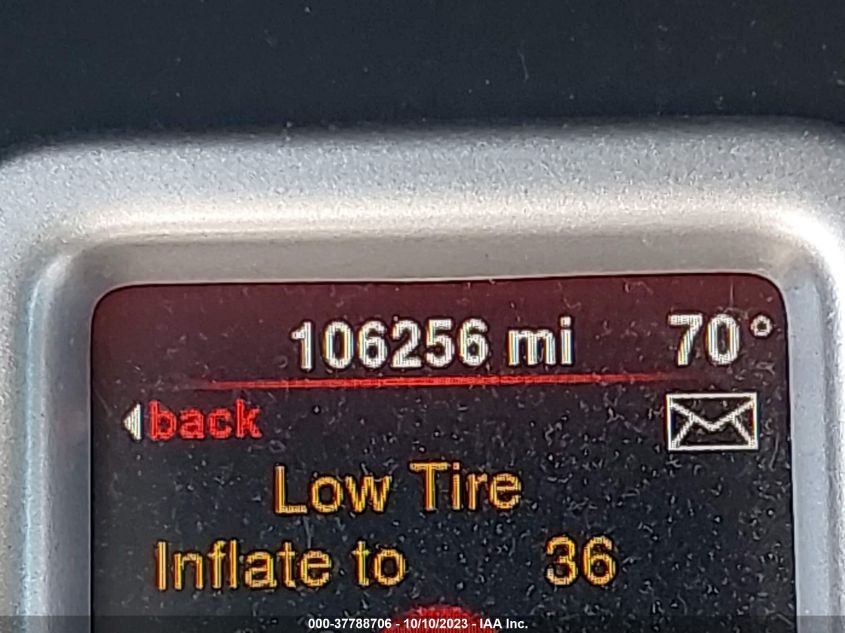 106256 mi 70°
back
Low Tire
Inflate to 36
000-37788706 - 10/10/2023 - IAA Inc.